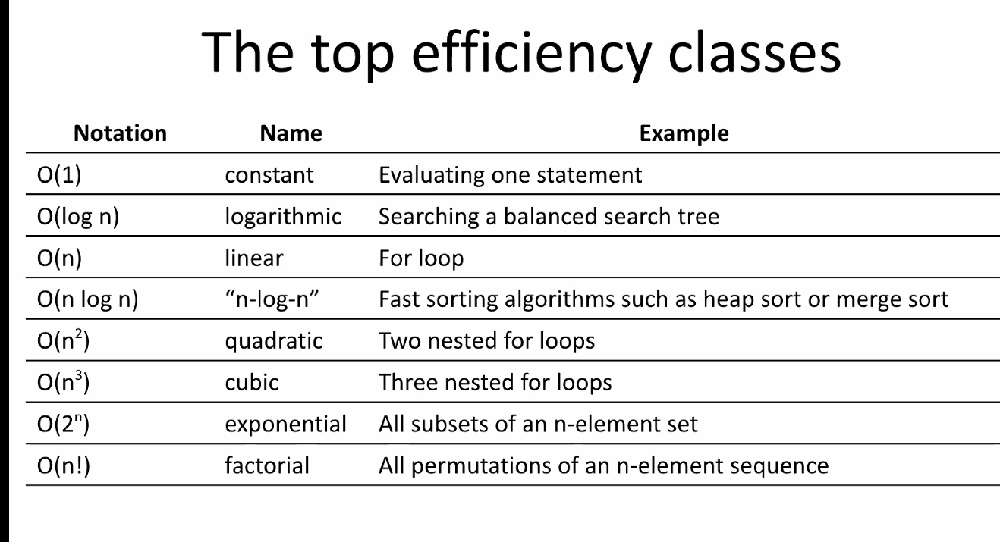 The top efficiency classes
Notation Name Example
O(1) constant Evaluating one statement
O(log n) logarithmic Searching a balanced search tree
O(n) linear For loop
O(n log n) “n-log-n” Fast sorting algorithms such as heap sort or merge sort
O(n²) quadratic Two nested for loops
O(n³) cubic Three nested for loops
O(2ⁿ) exponential All subsets of an n-element set
O(n!) factorial All permutations of an n-element sequence